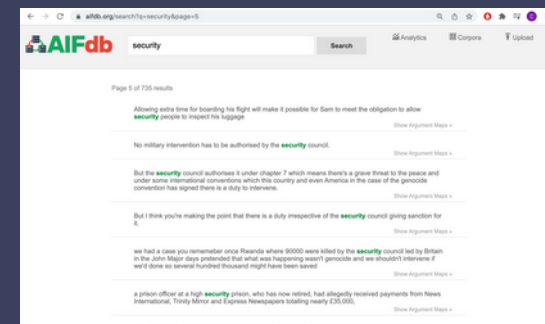 aifdb.org/search?q=security&page=5
AIFdb
security
Search
Analytics
Corpora
Upload
Page 5 of 735 results
Allowing extra time for boarding his flight will make it possible for Sam to meet the obligation to allow
security people to inspect his luggage
Show Argument Maps »
No military intervention has to be authorised by the security council.
Show Argument Maps »
But the security council authorises it under chapter 7 which means there's a grave threat to the peace and
under some international conventions which this country and even America in the case of the genocide
convention has signed there is a duty to intervene.
Show Argument Maps »
But I think you're making the point that there is a duty irrespective of the security council giving sanction for
it.
Show Argument Maps »
we had a case you rememeber once Rwanda where 90000 were killed by the security council led by Britain
in the John Major days pretended that what was happening wasn't genocide and we shouldn't intervene if
we'd done so several hundred thousand might have been saved
Show Argument Maps »
a prison officer at a high security prison, who has now retired, had allegedly received payments from News
International, Trinity Mirror and Express Newspapers totalling nearly £35,000,
Show Argument Maps »